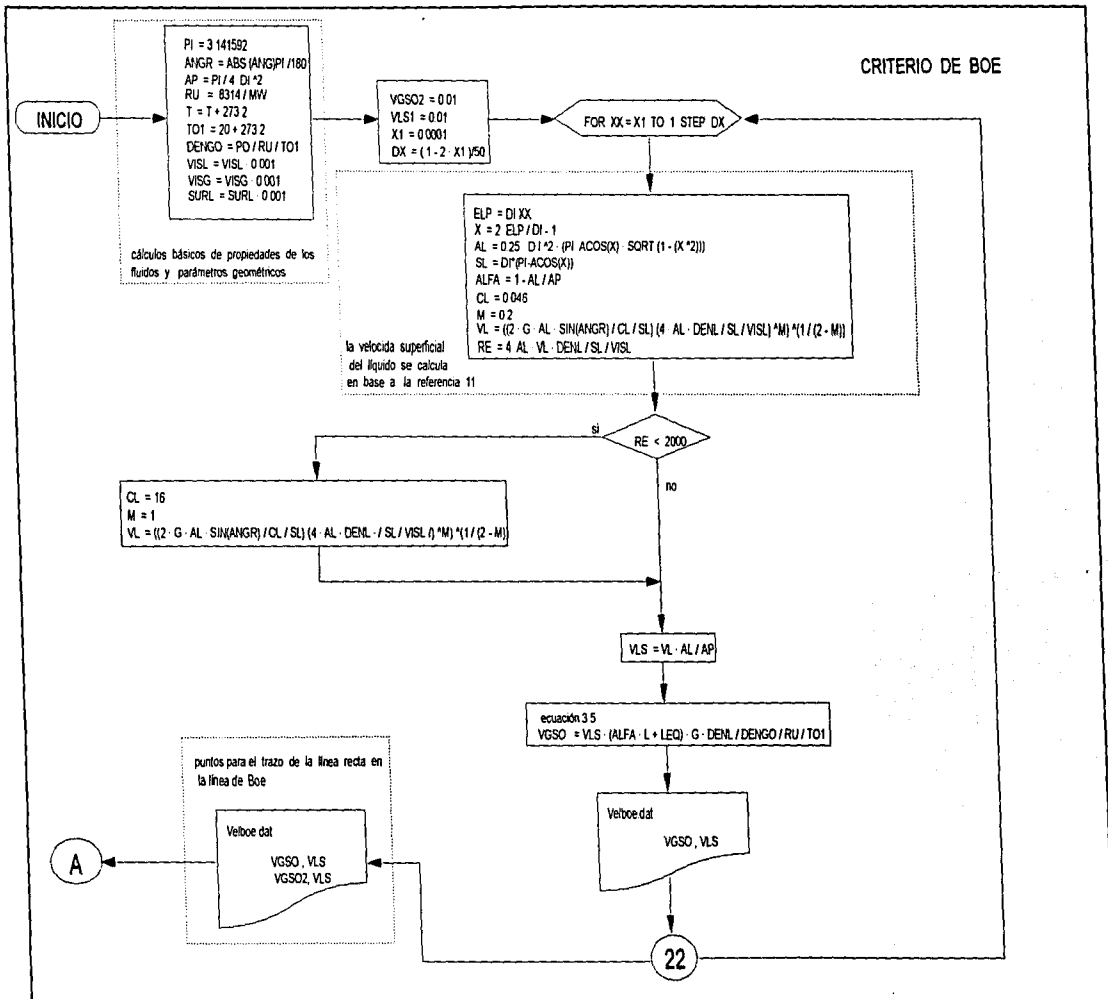 CRITERIO DE BOE
INICIO
PI = 3 141592
ANGR = ABS (ANG)PI /180
AP = PI / 4 DI ^2
RU = 8314 / MW
T = T + 273 2
TO1 = 20 + 273 2
DENGO = PO / RU / TO1
VISL = VISL · 0 001
VISG = VISG · 0 001
SURL = SURL · 0 001
cálculos básicos de propiedades de los
fluidos y parámetros geométricos
VGSO2 = 0 01
VLS1 = 0.01
X1 = 0 0001
DX = ( 1 - 2 · X1 )/50
FOR XX = X1 TO 1 STEP DX
ELP = DI XX
X = 2 ELP / DI - 1
AL = 0 25 D I ^2 · (PI ACOS(X) · SQRT (1 - (X ^2)))
SL = DI*(PI-ACOS(X))
ALFA = 1 - AL / AP
CL = 0 046
M = 0 2
VL = ((2 · G · AL · SIN(ANGR) / CL / SL) (4 AL · DENL / SL / VISL) ^M) ^(1 / (2 - M))
RE = 4 AL · VL · DENL / SL / VISL
la velocida superficial
del líquido se calcula
en base a la referencia 11
RE < 2000
si
no
CL = 16
M = 1
VL = ((2 · G · AL · SIN(ANGR) / CL / SL) (4 · AL · DENL · / SL / VISL /) ^M) ^(1 / (2 - M))
VLS = VL · AL / AP
ecuación 3 5
VGSO = VLS · (ALFA · L + LEQ) · G · DENL / DENGO / RU / TO1
Velboe dat
VGSO , VLS
22
puntos para el trazo de la línea recta en
la línea de Boe
Velboe dat
VGSO , VLS
VGSO2, VLS
A